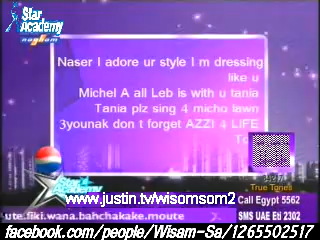 Star
Academy
nogham
Naser I adore ur style I m dressing
like u
Michel A all Leb is with u tania
Tania plz sing 4 micho lawn
3younak don t forget AZZI 4 LIFE
www.justin.tv/wisomsom2
True Tones
Star
Academy
Call Egypt 5562
ute.fiki.wana.bahchakake.moute
SMS UAE Etl 2302
facebook.com/people/Wisam-Sa/1265502517